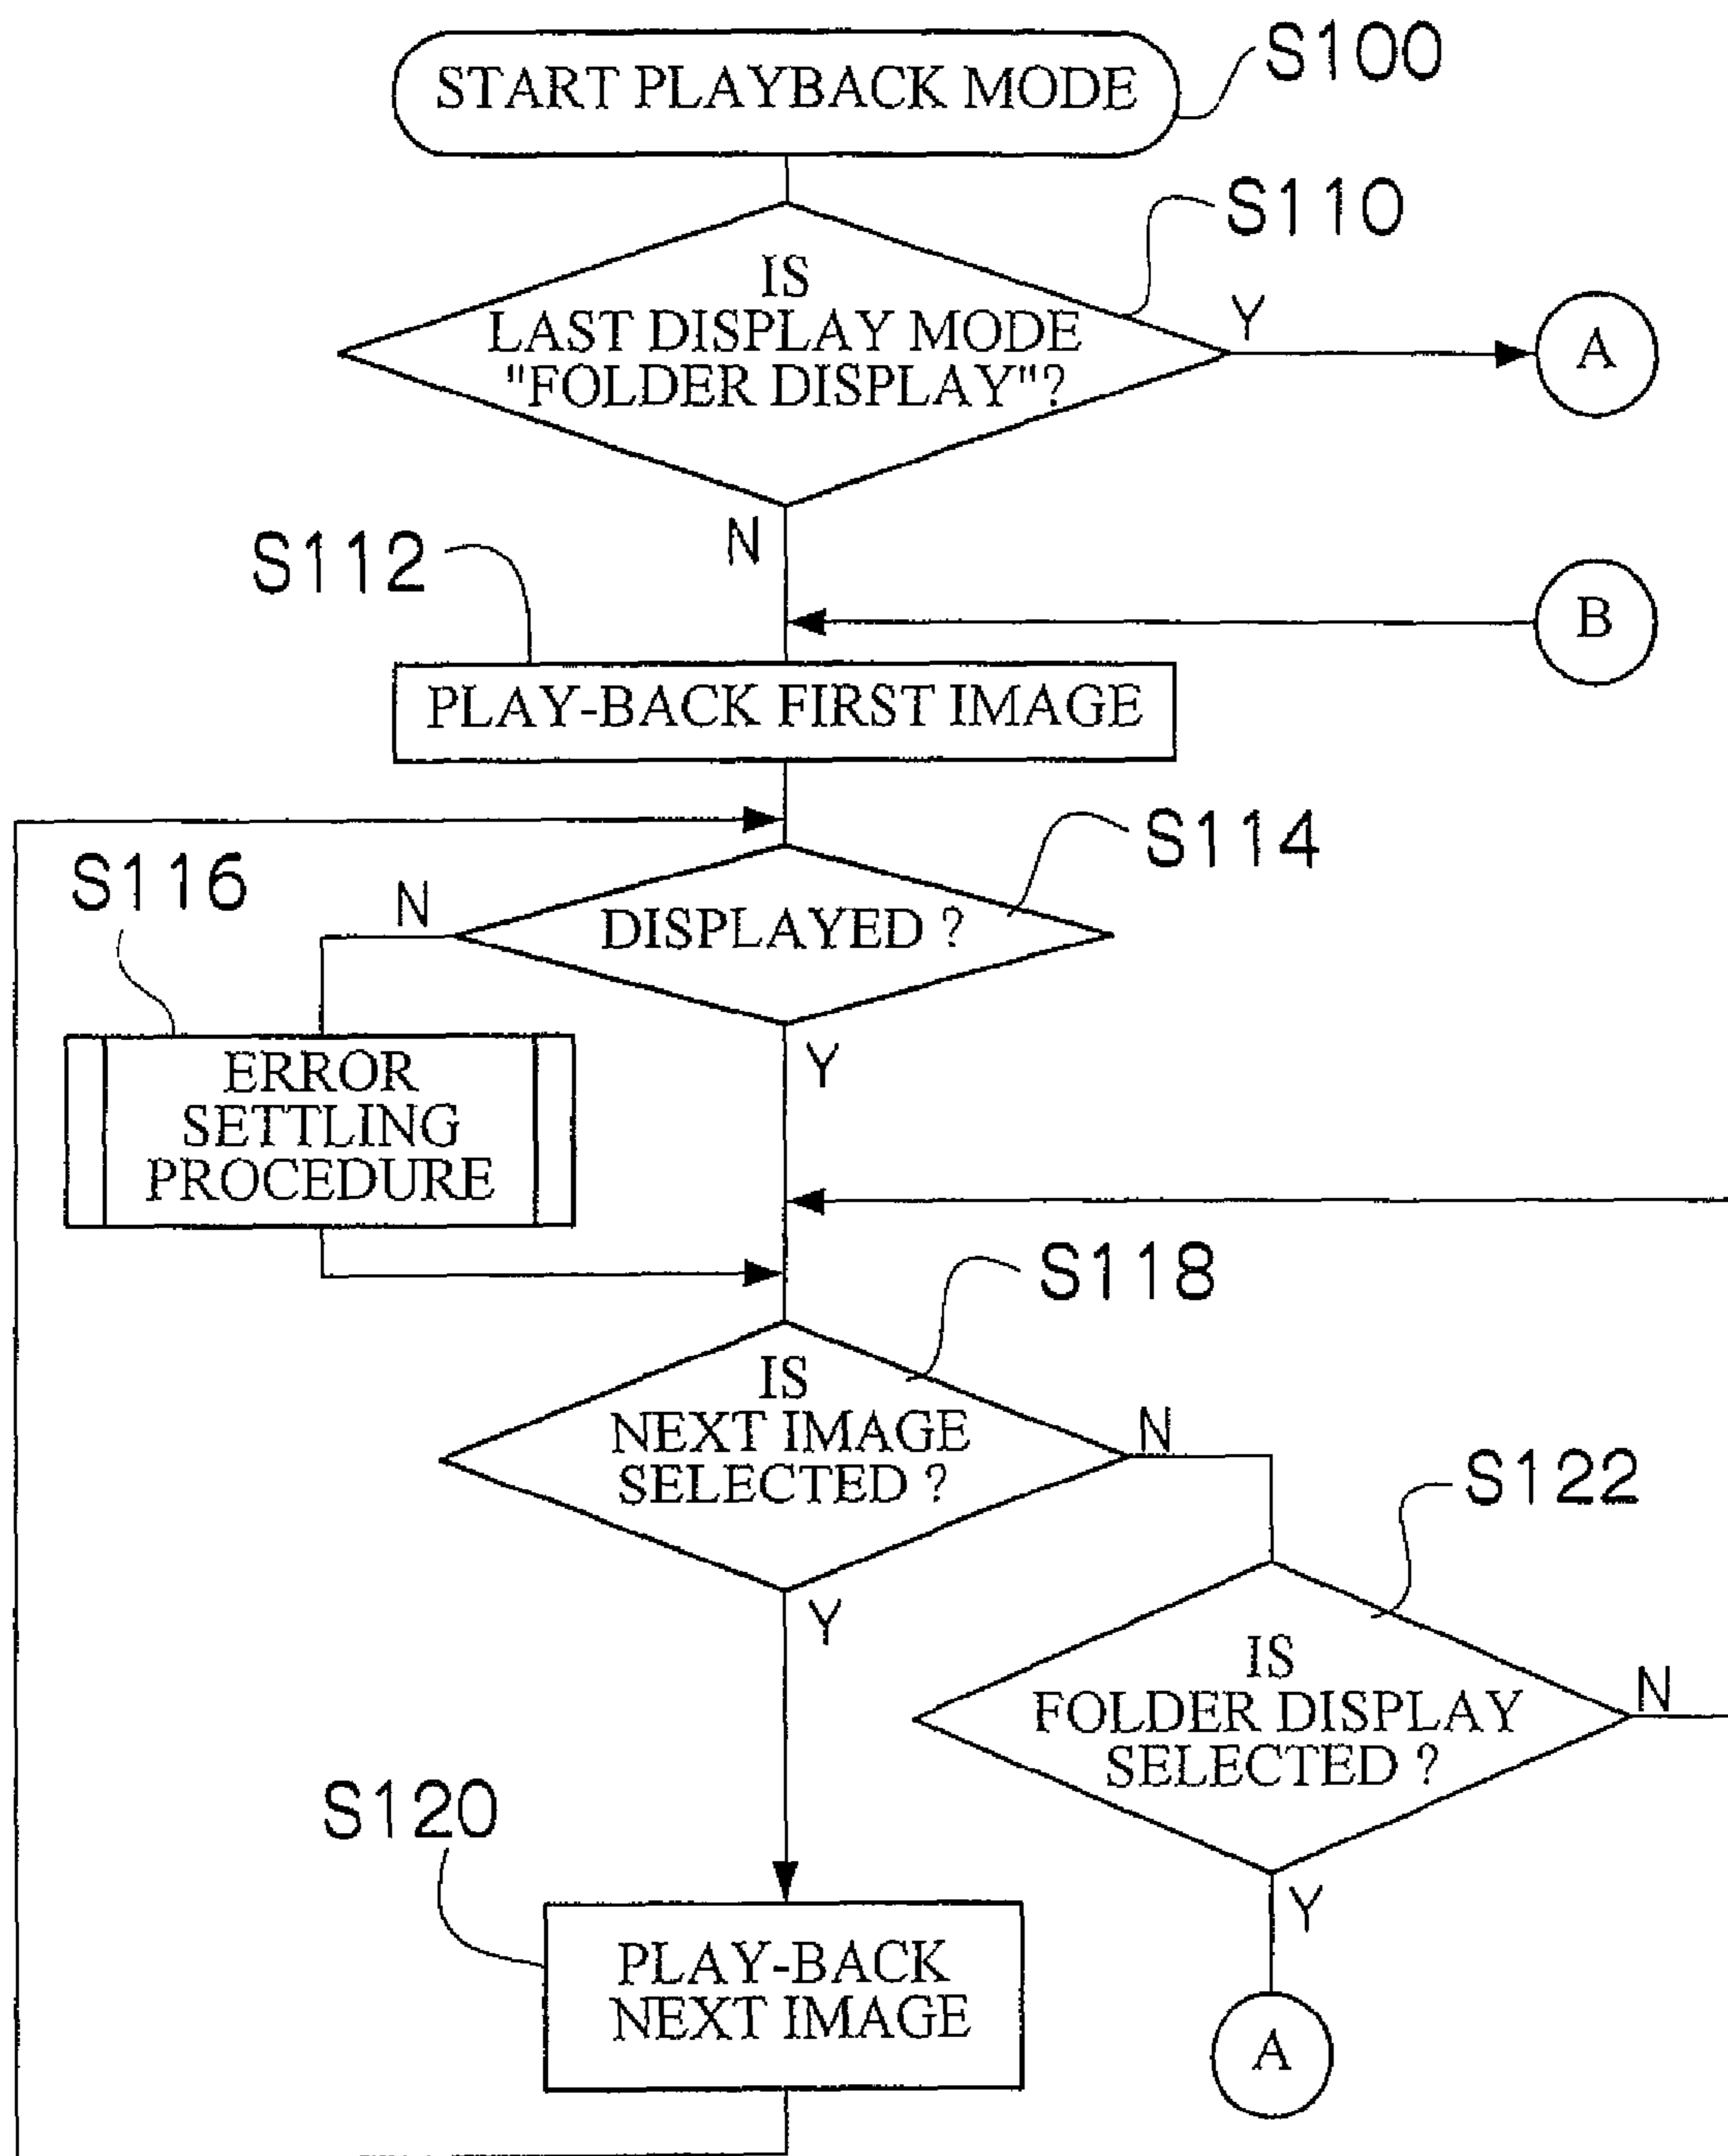 START PLAYBACK MODE
S100
S110
IS
LAST DISPLAY MODE
"FOLDER DISPLAY"?
Y
A
N
S112
B
PLAY-BACK FIRST IMAGE
S114
S116
N
DISPLAYED ?
Y
ERROR
SETTLING
PROCEDURE
S118
IS
NEXT IMAGE
SELECTED ?
N
S122
Y
IS
FOLDER DISPLAY
SELECTED ?
N
S120
Y
PLAY-BACK
NEXT IMAGE
A